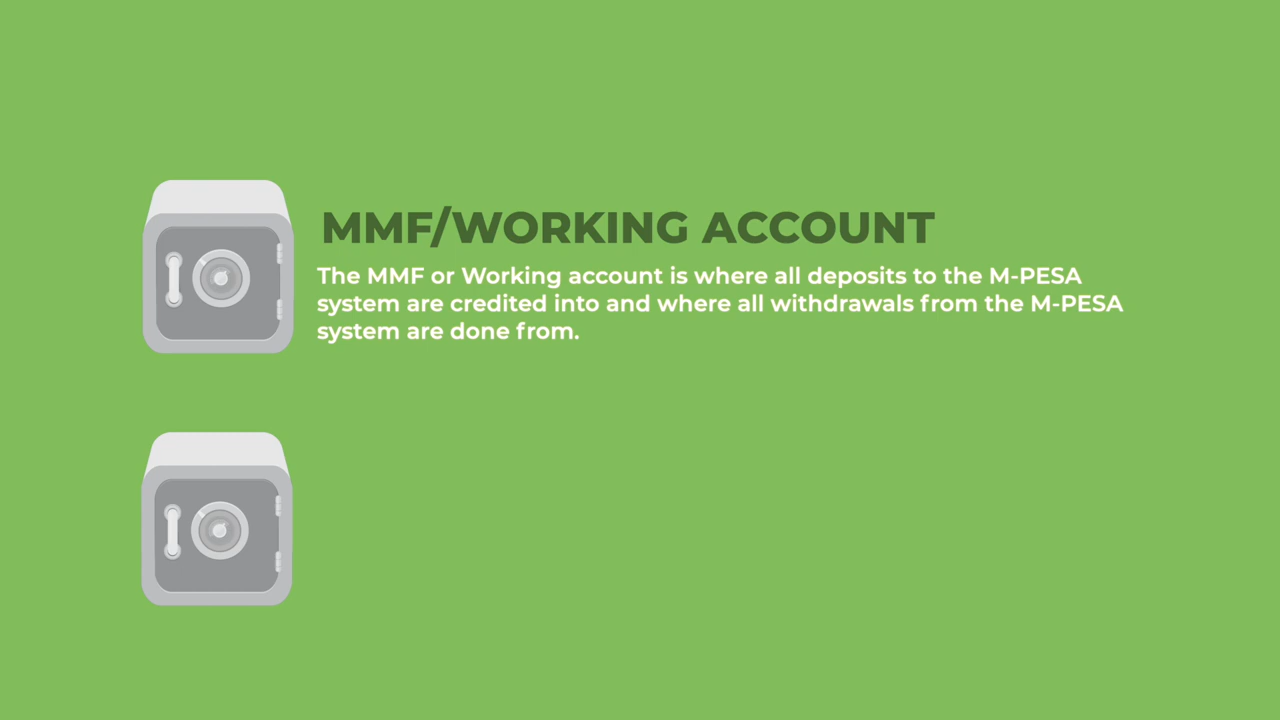 MMF/WORKING ACCOUNT
The MMF or Working account is where all deposits to the M-PESA
system are credited into and where all withdrawals from the M-PESA
system are done from.